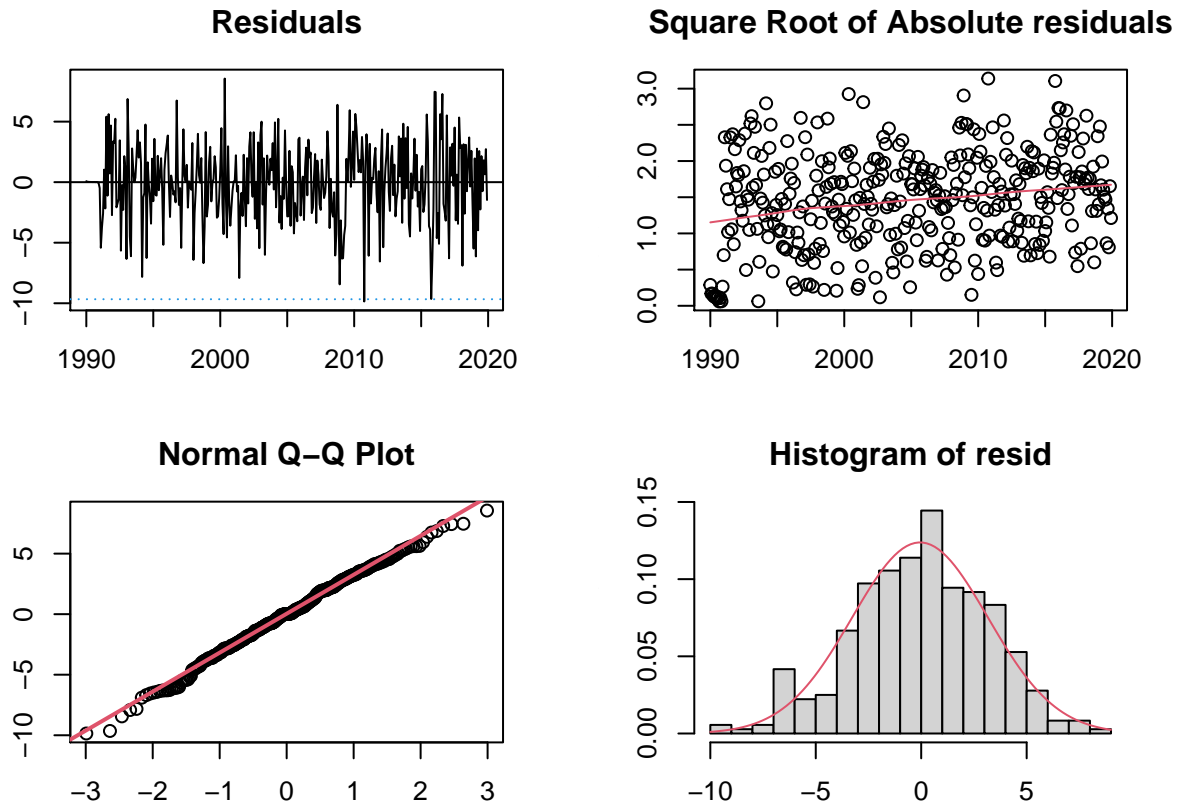 Residuals
5
0
−5
−10
1990 2000 2010 2020
Square Root of Absolute residuals
3.0
2.0
1.0
0.0
1990 2000 2010 2020
Normal Q−Q Plot
5
0
−5
−10
−3 −2 −1 0 1 2 3
Histogram of resid
0.15
0.10
0.05
0.00
−10 −5 0 5